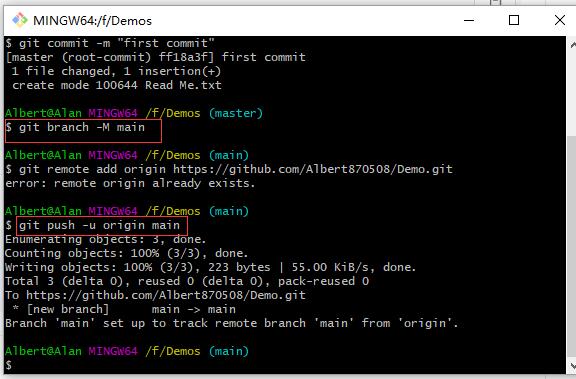 MINGW64:/f/Demos
$ git commit -m "first commit"
[master (root-commit) ff18a3f] first commit
 1 file changed, 1 insertion(+)
 create mode 100644 Read Me.txt
Albert@Alan MINGW64 /f/Demos (master)
$ git branch -M main
Albert@Alan MINGW64 /f/Demos (main)
$ git remote add origin https://github.com/Albert870508/Demo.git
error: remote origin already exists.
Albert@Alan MINGW64 /f/Demos (main)
$ git push -u origin main
Enumerating objects: 3, done.
Counting objects: 100% (3/3), done.
Writing objects: 100% (3/3), 223 bytes | 55.00 KiB/s, done.
Total 3 (delta 0), reused 0 (delta 0), pack-reused 0
To https://github.com/Albert870508/Demo.git
 * [new branch]      main -> main
Branch 'main' set up to track remote branch 'main' from 'origin'.
Albert@Alan MINGW64 /f/Demos (main)
$